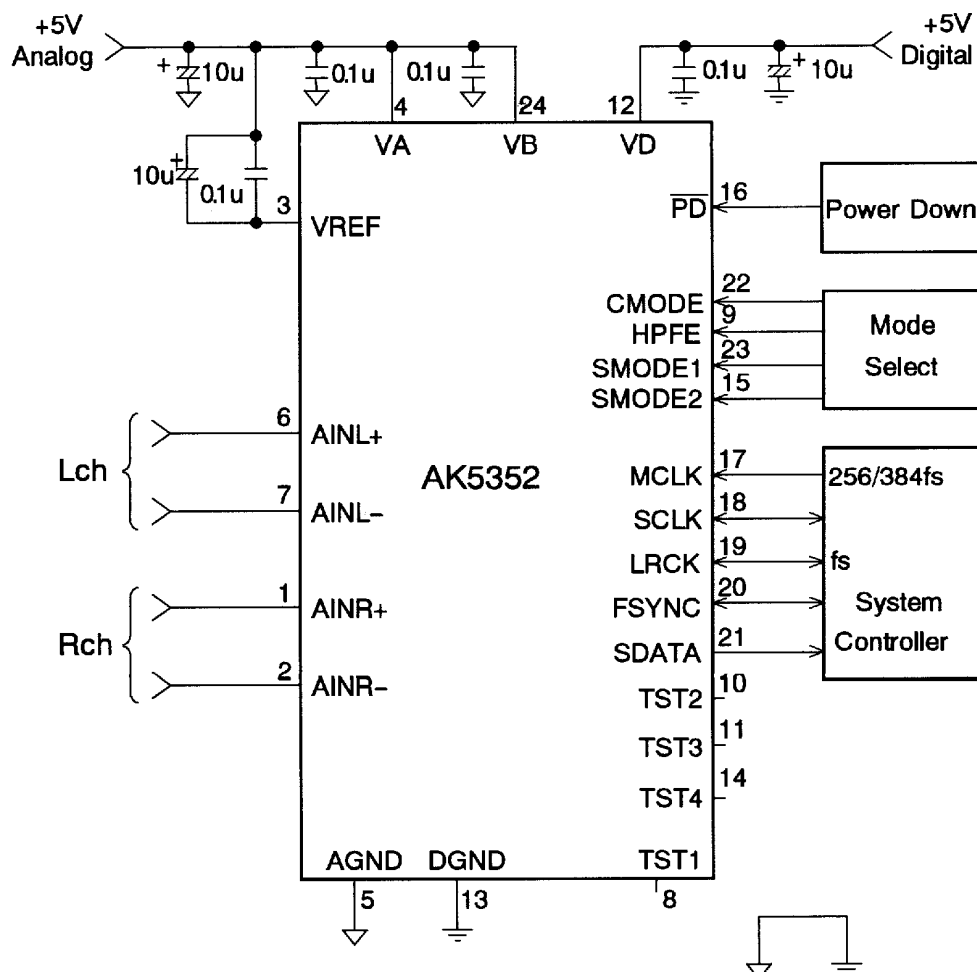 +5V
Analog
+5V
Digital
+
10u
0.1u
0.1u
0.1u
+
10u
4
24
12
VA
VB
VD
+
10u
0.1u
3
VREF
PD
16
Power Down
CMODE
22
HPFE
9
SMODE1
23
SMODE2
15
Mode
Select
Lch
6
AINL+
7
AINL−
AK5352
MCLK
17
256/384fs
SCLK
18
LRCK
19
fs
FSYNC
20
System
SDATA
21
Controller
Rch
1
AINR+
2
AINR−
TST2
10
TST3
11
TST4
14
AGND
DGND
TST1
5
13
8